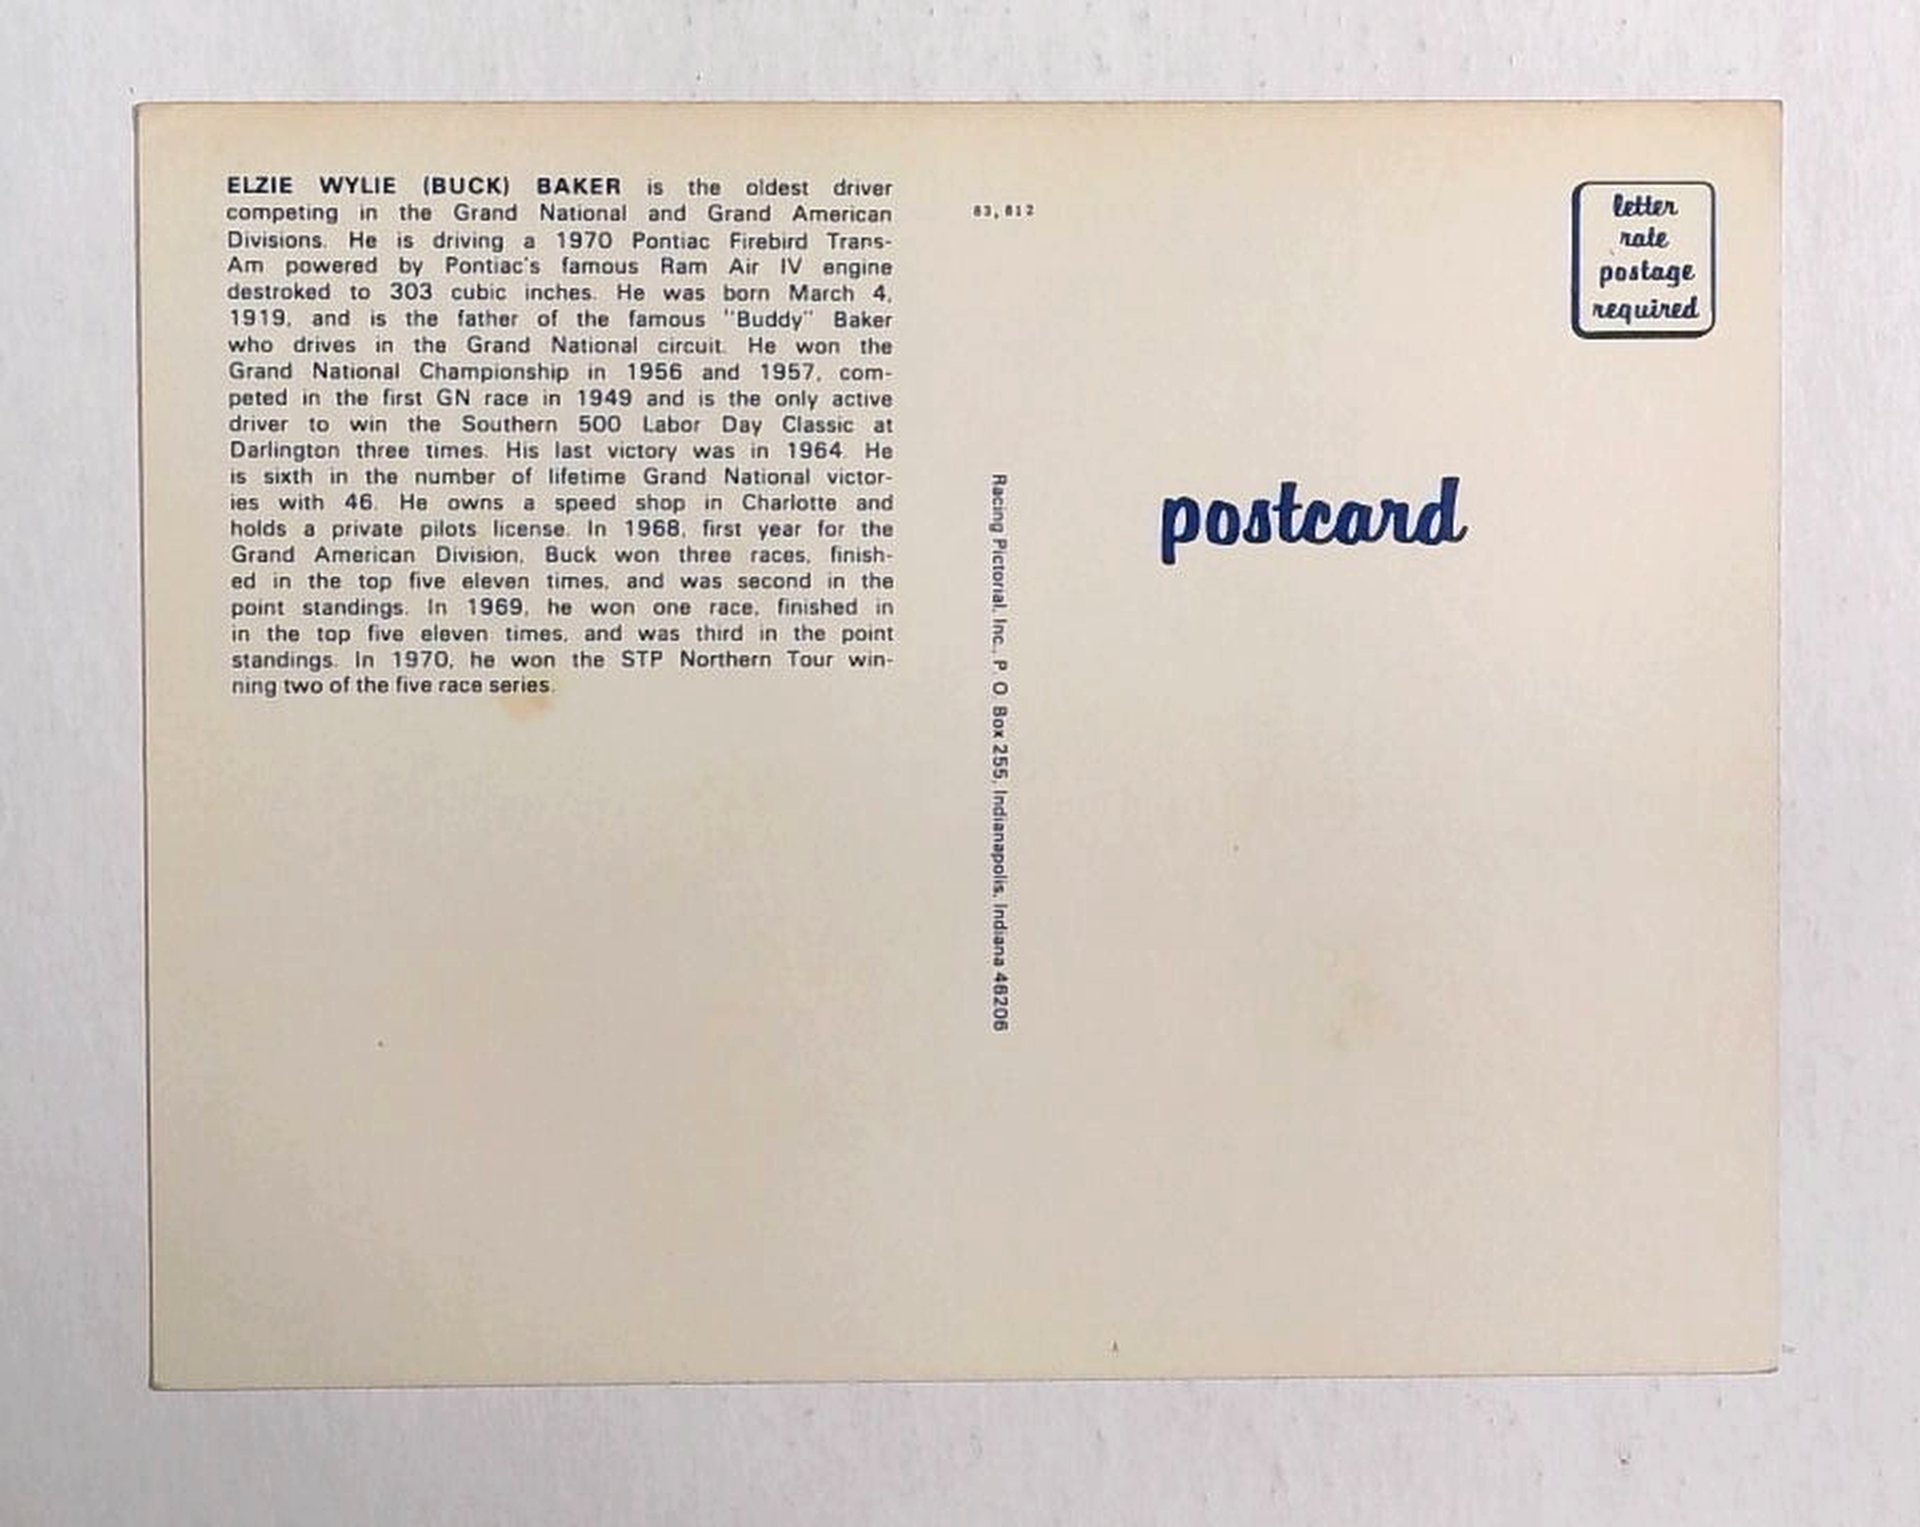 ELZIE WYLIE (BUCK) BAKER is the oldest driver
competing in the Grand National and Grand American
Divisions. He is driving a 1970 Pontiac Firebird Trans-
Am powered by Pontiac's famous Ram Air IV engine
destroked to 303 cubic inches. He was born March 4,
1919, and is the father of the famous "Buddy" Baker
who drives in the Grand National circuit. He won the
Grand National Championship in 1956 and 1957, com-
peted in the first GN race in 1949 and is the only active
driver to win the Southern 500 Labor Day Classic at
Darlington three times. His last victory was in 1964. He
is sixth in the number of lifetime Grand National victor-
ies with 46. He owns a speed shop in Charlotte and
holds a private pilots license. In 1968, first year for the
Grand American Division, Buck won three races, finish-
ed in the top five eleven times, and was second in the
point standings. In 1969, he won one race, finished in
in the top five eleven times, and was third in the point
standings. In 1970, he won the STP Northern Tour win-
ning two of the five race series.
83,812
Racing Pictorial, Inc., P. O. Box 255, Indianapolis, Indiana 46206
letter
rate
postage
required
postcard